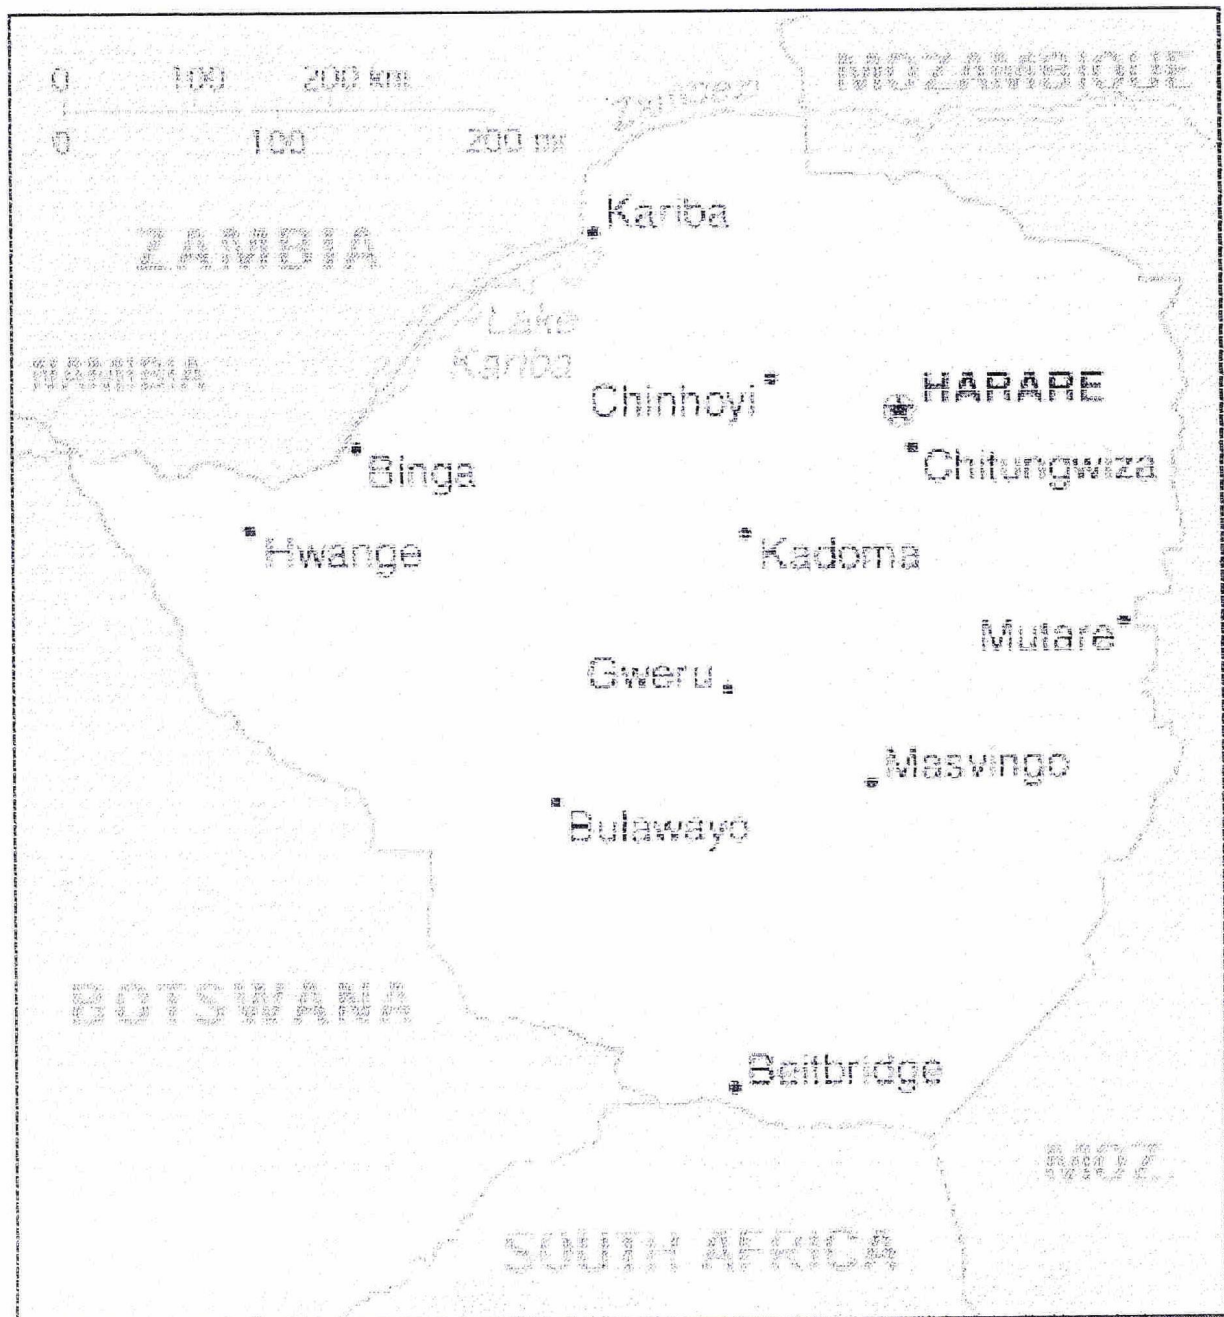 0 100 200 km
0 100 200 mi
Zambezi
MOZAMBIQUE
Kariba
ZAMBIA
Lake
Kariba
NAMIBIA
Chinhoyi
HARARE
Chitungwiza
Binga
Hwange
Kadoma
Mutare
Gweru
Masvingo
Bulawayo
BOTSWANA
Beitbridge
MOZ.
SOUTH AFRICA